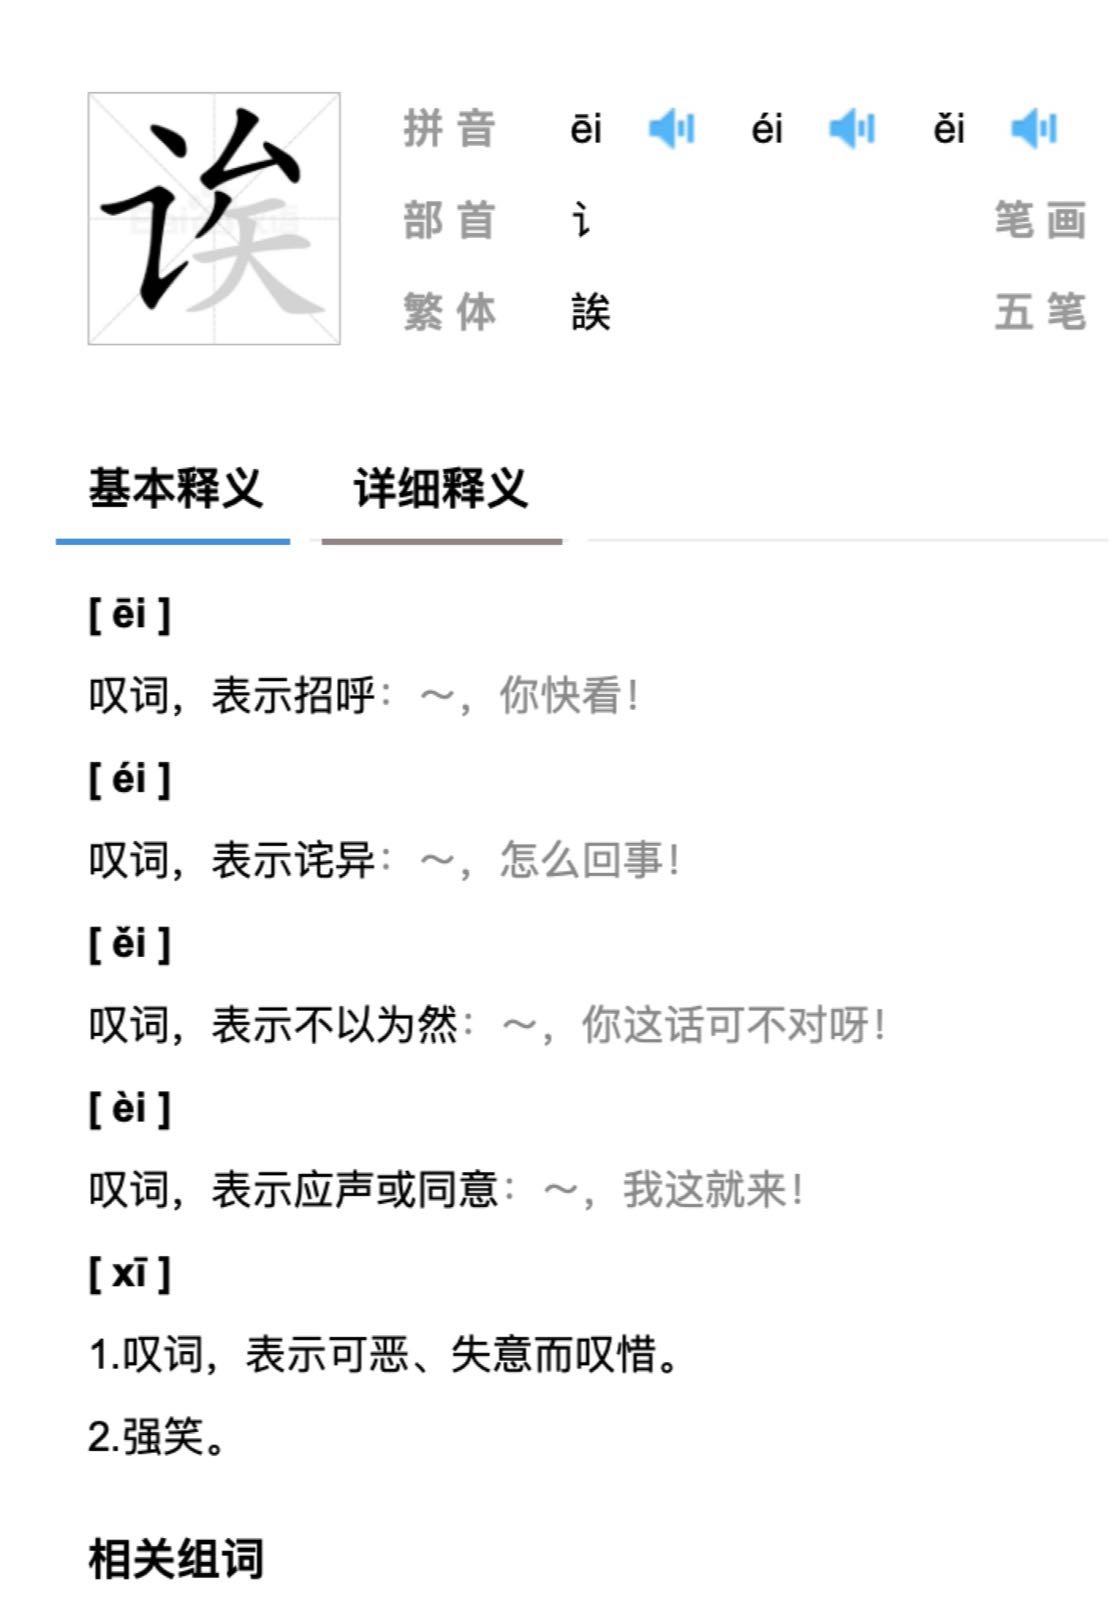 诶
拼音 ēi éi ěi
部首 讠 笔画
繁体 誒 五笔
基本释义 详细释义
[ ēi ]
叹词，表示招呼：～，你快看！
[ éi ]
叹词，表示诧异：～，怎么回事！
[ ěi ]
叹词，表示不以为然：～，你这话可不对呀！
[ èi ]
叹词，表示应声或同意：～，我这就来！
[ xī ]
1.叹词，表示可恶、失意而叹惜。
2.强笑。
相关组词